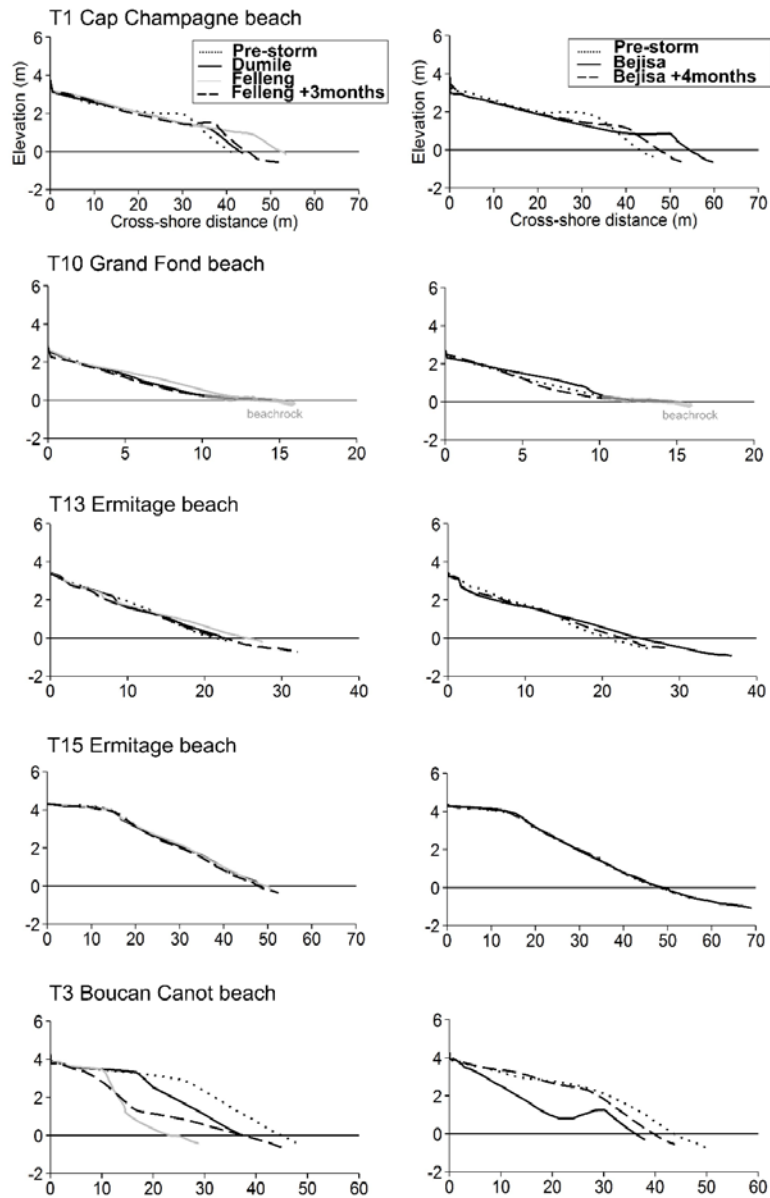 T1 Cap Champagne beach
Pre-storm
Dumile
Felleng
Felleng +3months
Elevation (m)
6
4
2
0
-2
0 10 20 30 40 50 60 70
Cross-shore distance (m)
Pre-storm
Bejisa
Bejisa +4months
Elevation (m)
6
4
2
0
-2
0 10 20 30 40 50 60 70
Cross-shore distance (m)
T10 Grand Fond beach
6
4
2
0
-2
beachrock
0 5 10 15 20
6
4
2
0
-2
beachrock
0 5 10 15 20
T13 Ermitage beach
6
4
2
0
-2
0 10 20 30 40
6
4
2
0
-2
0 10 20 30 40
T15 Ermitage beach
6
4
2
0
-2
0 10 20 30 40 50 60 70
6
4
2
0
-2
0 10 20 30 40 50 60 70
T3 Boucan Canot beach
6
4
2
0
-2
0 10 20 30 40 50 60
6
4
2
0
-2
0 10 20 30 40 50 60